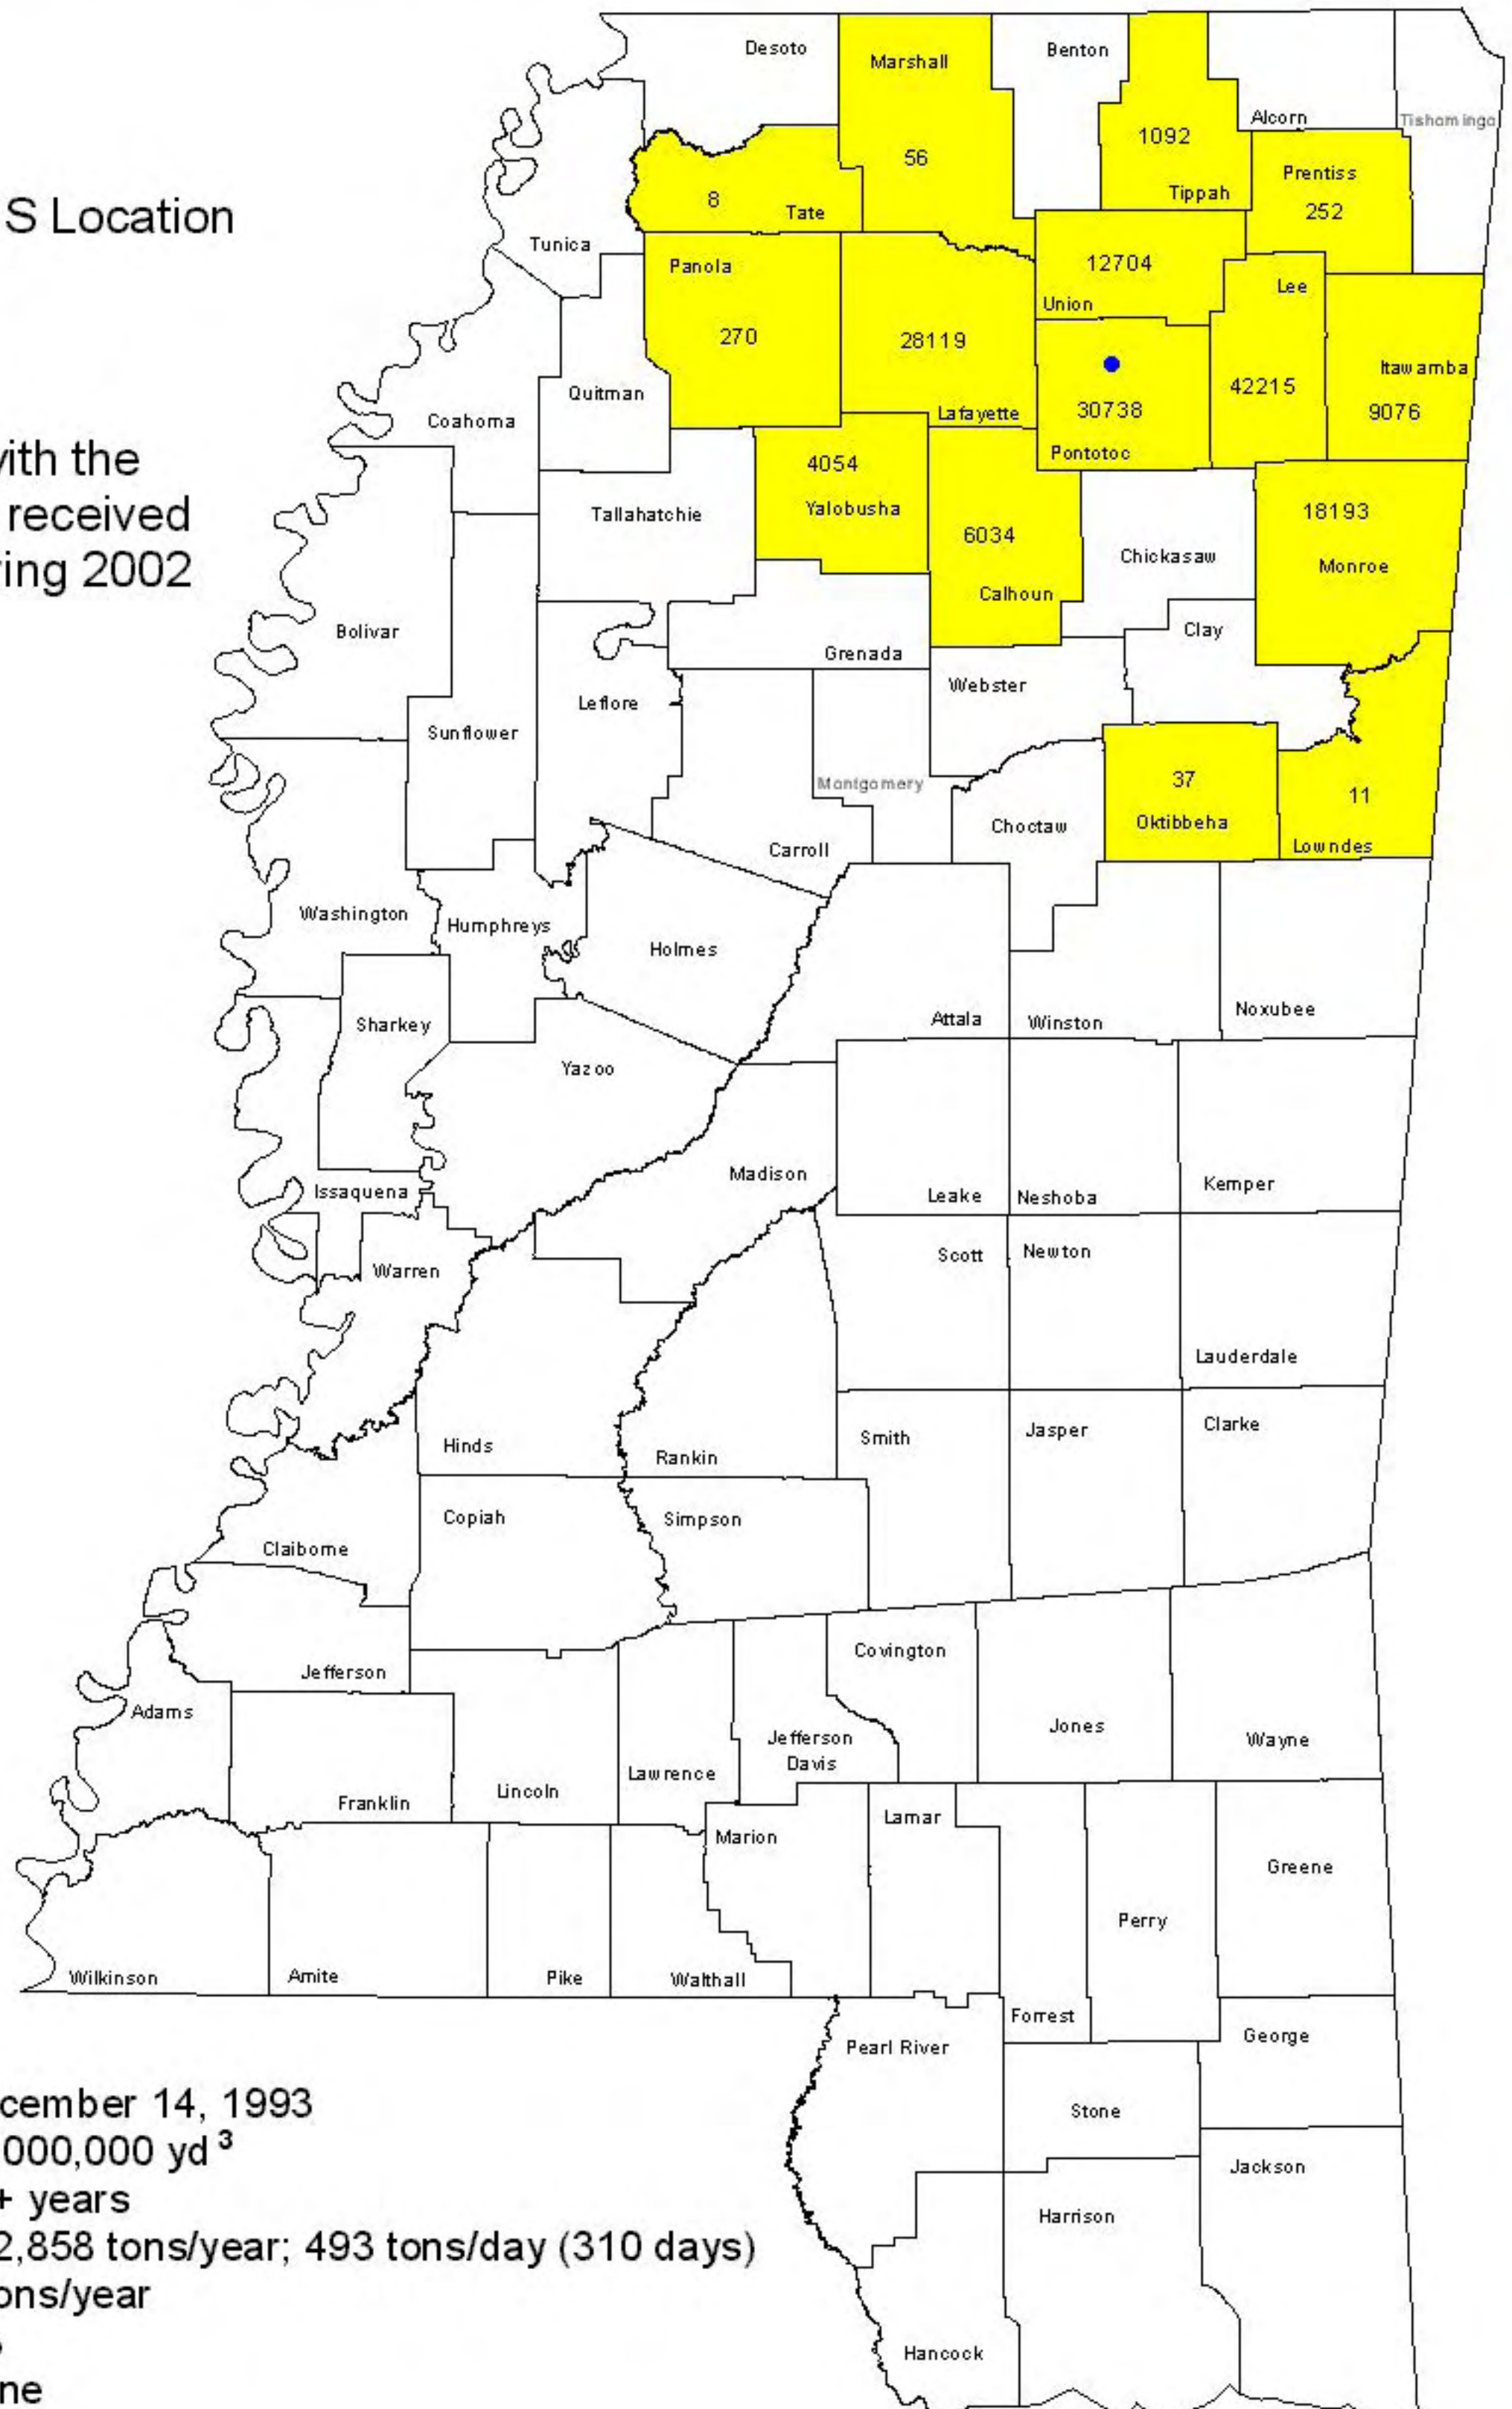 Desoto
Marshall
Benton
Alcorn
Tishomingo
1092
Tippah
56
Prentiss
252
8
Tate
S Location
Tunica
Panola
12704
Union
Lee
270
28119
Lafayette
30738
Pontotoc
42215
Itawamba
9076
Quitman
Coahoma
with the
received
ring 2002
4054
Yalobusha
Tallahatchie
6034
Calhoun
Chickasaw
18193
Monroe
Bolivar
Clay
Grenada
Webster
Leflore
Sunflower
Montgomery
37
Oktibbeha
11
Lowndes
Choctaw
Carroll
Washington
Humphreys
Holmes
Sharkey
Attala
Winston
Noxubee
Yazoo
Madison
Issaquena
Leake
Neshoba
Kemper
Warren
Scott
Newton
Lauderdale
Hinds
Rankin
Smith
Jasper
Clarke
Copiah
Simpson
Claiborne
Jefferson
Covington
Adams
Jefferson
Davis
Jones
Wayne
Lawrence
Lincoln
Franklin
Lamar
Marion
Greene
Perry
Wilkinson
Amite
Pike
Walthall
Forrest
George
Pearl River
cember 14, 1993
Stone
,000,000 yd³
Jackson
+ years
Harrison
2,858 tons/year; 493 tons/day (310 days)
ons/year
Hancock
ne